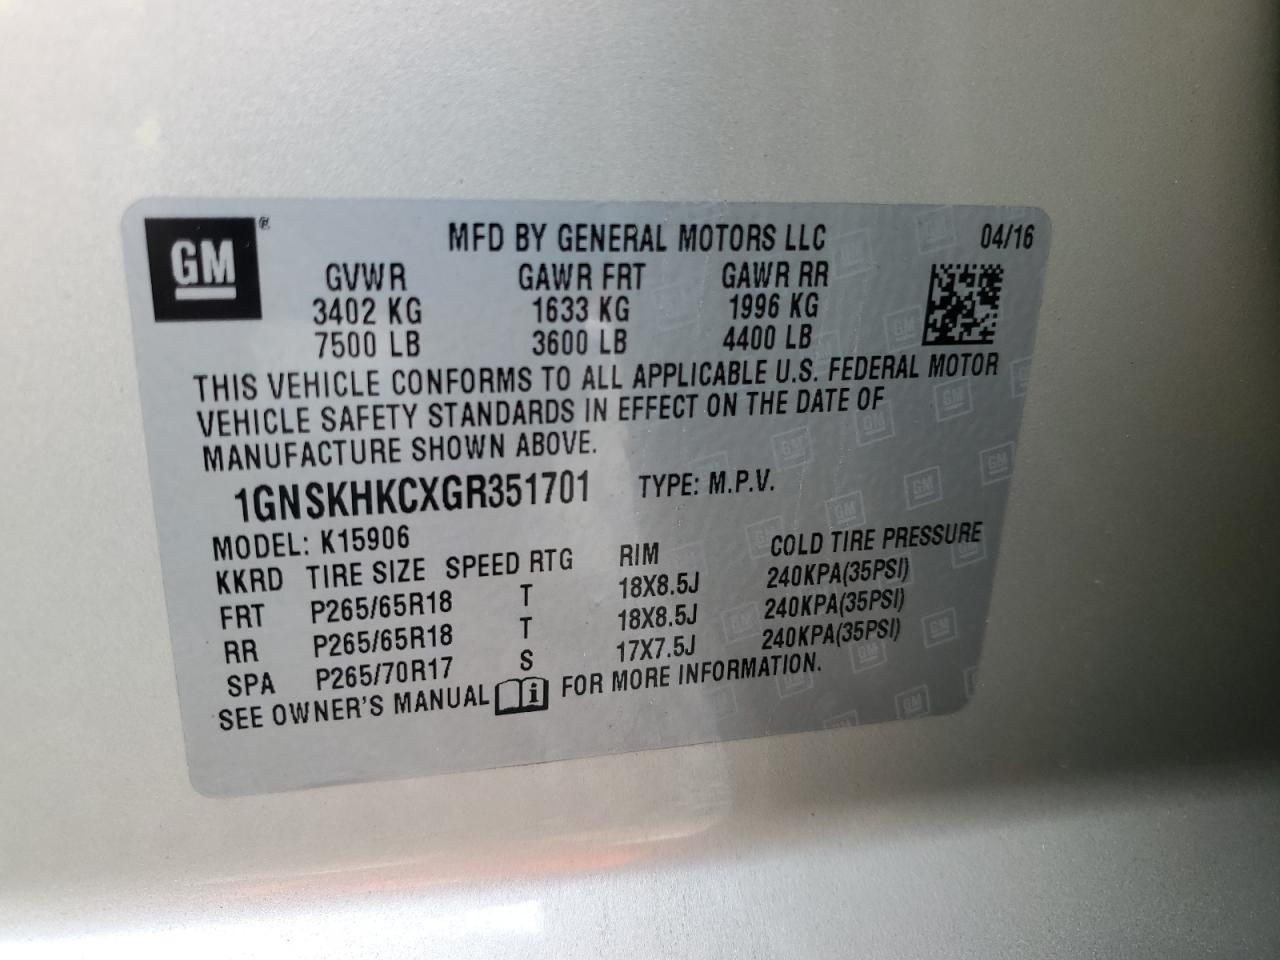 GM ®
MFD BY GENERAL MOTORS LLC 04/16
GVWR GAWR FRT GAWR RR
3402 KG 1633 KG 1996 KG
7500 LB 3600 LB 4400 LB
THIS VEHICLE CONFORMS TO ALL APPLICABLE U.S. FEDERAL MOTOR
VEHICLE SAFETY STANDARDS IN EFFECT ON THE DATE OF
MANUFACTURE SHOWN ABOVE.
1GNSKHKCXGR351701 TYPE: M.P.V.
MODEL: K15906
KKRD TIRE SIZE SPEED RTG RIM COLD TIRE PRESSURE
FRT P265/65R18 T 18X8.5J 240KPA(35PSI)
RR P265/65R18 T 18X8.5J 240KPA(35PSI)
SPA P265/70R17 S 17X7.5J 240KPA(35PSI)
SEE OWNER'S MANUAL i FOR MORE INFORMATION.